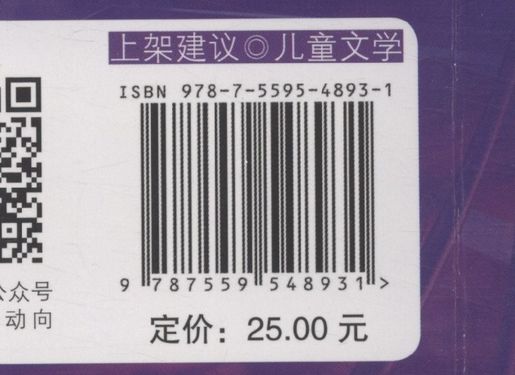 上架建议◎儿童文学
ISBN 978-7-5595-4893-1
9 787559 548931 >
公众号
动向
定价：25.00 元